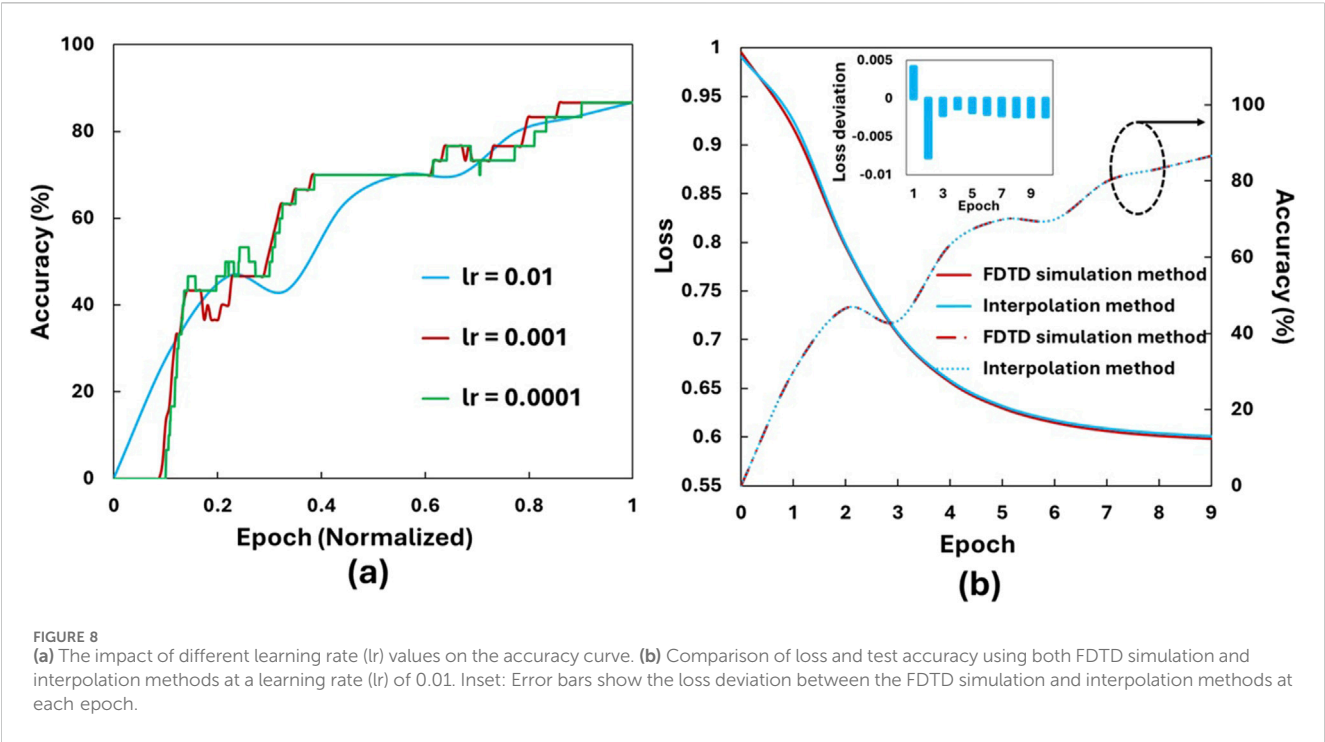 100
80
60
40
20
0
Accuracy (%)
lr = 0.01
lr = 0.001
lr = 0.0001
0 0.2 0.4 0.6 0.8 1
Epoch (Normalized)
(a)
1
0.95
0.9
0.85
0.8
0.75
0.7
0.65
0.6
0.55
Loss
0.005
0
-0.005
-0.01
Loss deviation
1 3 5 7 9
Epoch
FDTD simulation method
Interpolation method
FDTD simulation method
Interpolation method
100
80
60
40
20
0
Accuracy (%)
0 1 2 3 4 5 6 7 8 9
Epoch
(b)
FIGURE 8
(a) The impact of different learning rate (lr) values on the accuracy curve. (b) Comparison of loss and test accuracy using both FDTD simulation and
interpolation methods at a learning rate (lr) of 0.01. Inset: Error bars show the loss deviation between the FDTD simulation and interpolation methods at
each epoch.